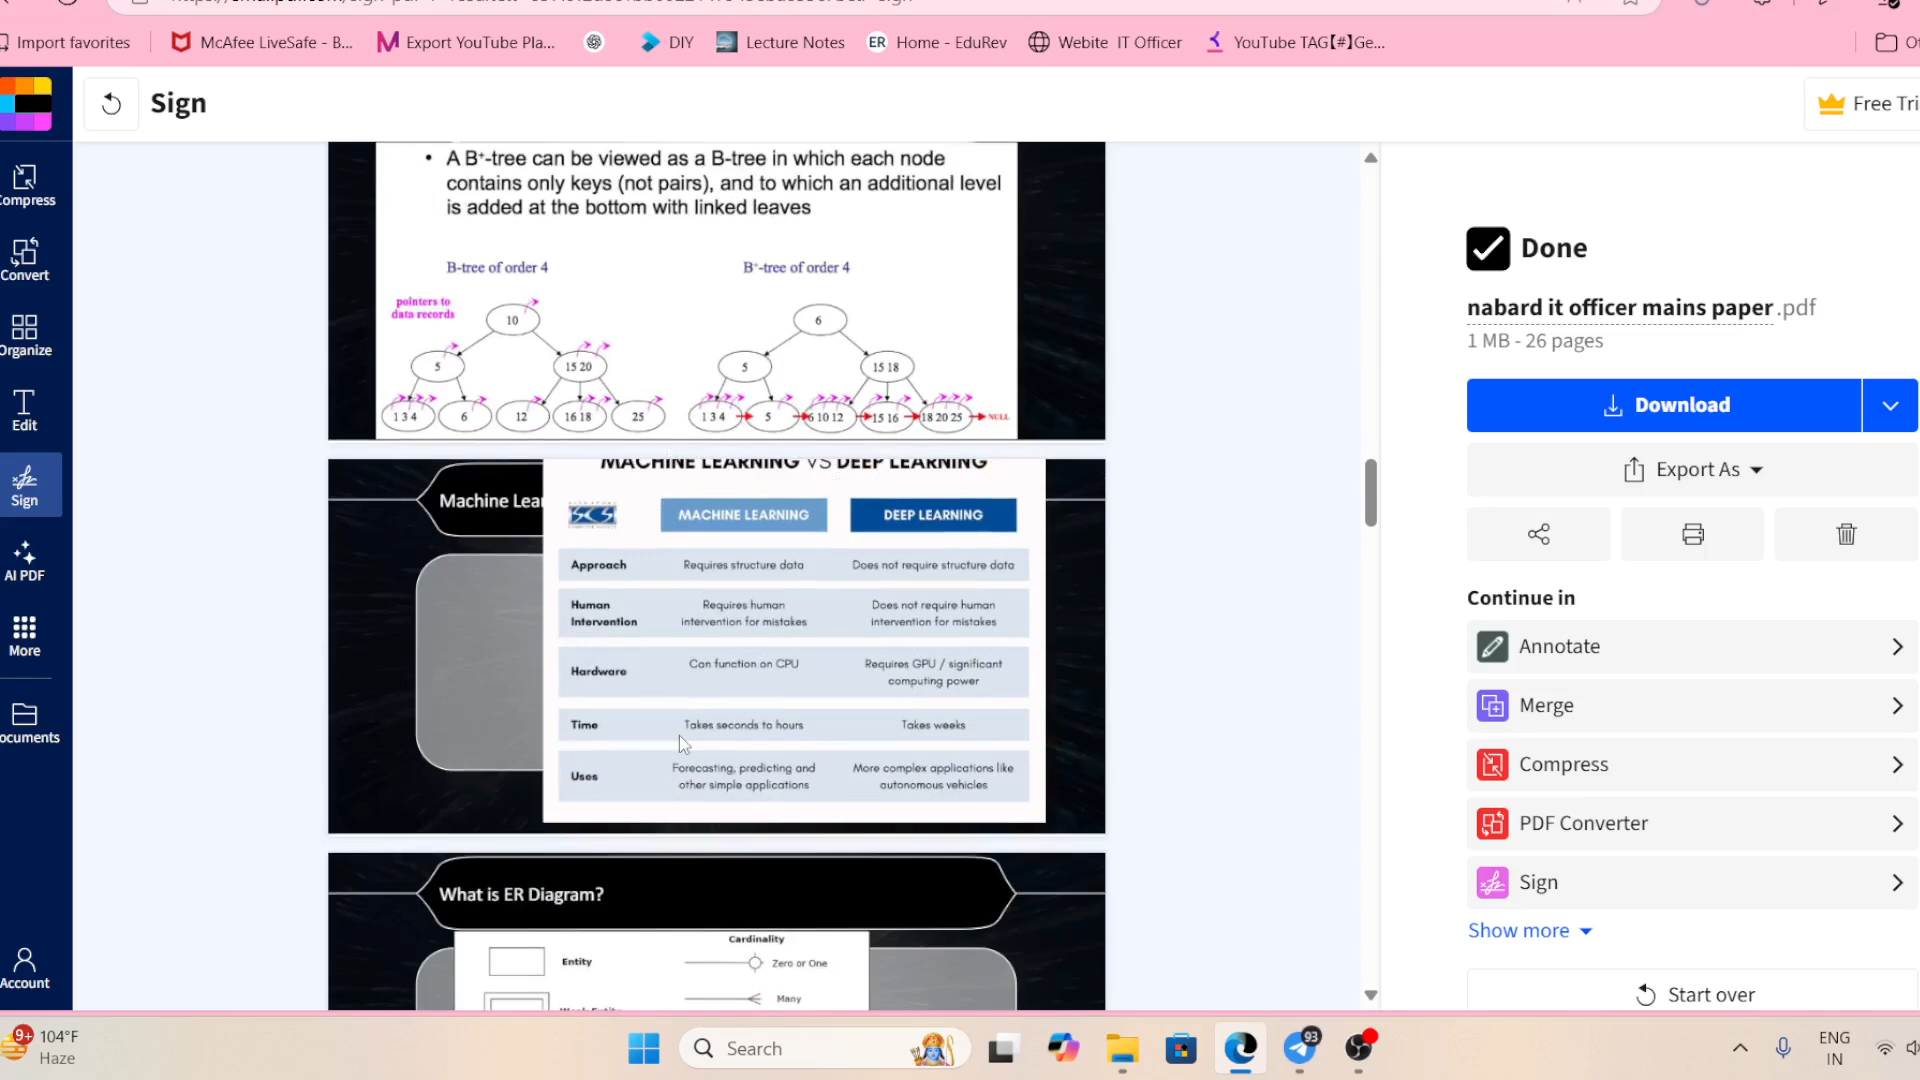 Import favorites
McAfee LiveSafe - B...
Export YouTube Pla...
DIY
Lecture Notes
ER Home - EduRev
Webite IT Officer
YouTube TAG【#】Ge...
Sign
Free Tri
Compress
Convert
Organize
Edit
Sign
AI PDF
More
ocuments
Account
• A B+-tree can be viewed as a B-tree in which each node
contains only keys (not pairs), and to which an additional level
is added at the bottom with linked leaves
B-tree of order 4
B+-tree of order 4
pointers to
data records
10
6
5
15 20
5
15 18
1 3 4
6
12
16 18
25
1 3 4
5
6 10 12
15 16
18 20 25
NULL
Machine Lear
MACHINE LEARNING VS DEEP LEARNING
SCS
MACHINE LEARNING
DEEP LEARNING
Approach
Requires structure data
Does not require structure data
Human
Intervention
Requires human
intervention for mistakes
Does not require human
intervention for mistakes
Hardware
Can function on CPU
Requires GPU / significant
computing power
Time
Takes seconds to hours
Takes weeks
Uses
Forecasting, predicting and
other simple applications
More complex applications like
autonomous vehicles
What is ER Diagram?
Entity
Cardinality
Zero or One
Many
Done
nabard it officer mains paper.pdf
1 MB - 26 pages
Download
Export As
Continue in
Annotate
Merge
Compress
PDF Converter
Sign
Show more
Start over
9+
104°F
Haze
Search
93
ENG
IN